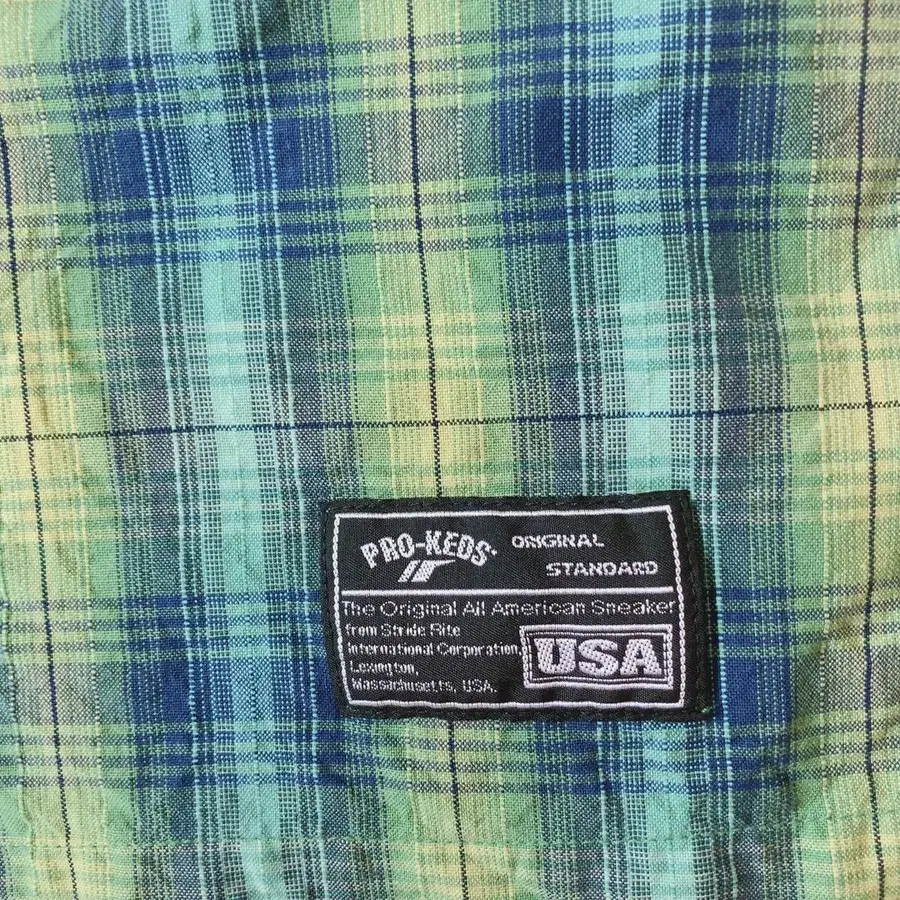 PRO-KEDS ORIGINAL
STANDARD
The Original All American Sneaker
from Stride Rite
International Corporation,
Lexington,
Massachusetts, USA.
USA